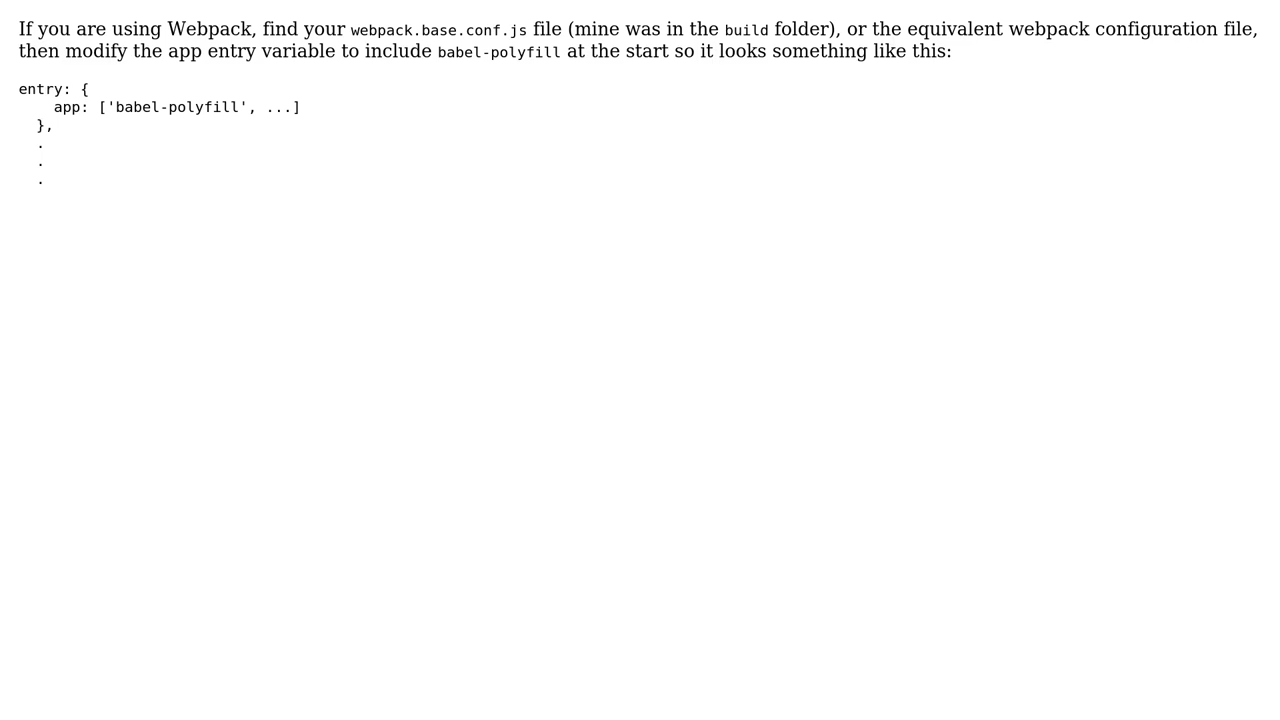 If you are using Webpack, find your webpack.base.conf.js file (mine was in the build folder), or the equivalent webpack configuration file,
then modify the app entry variable to include babel-polyfill at the start so it looks something like this:
entry: {
    app: ['babel-polyfill', ...]
  },
  .
  .
  .